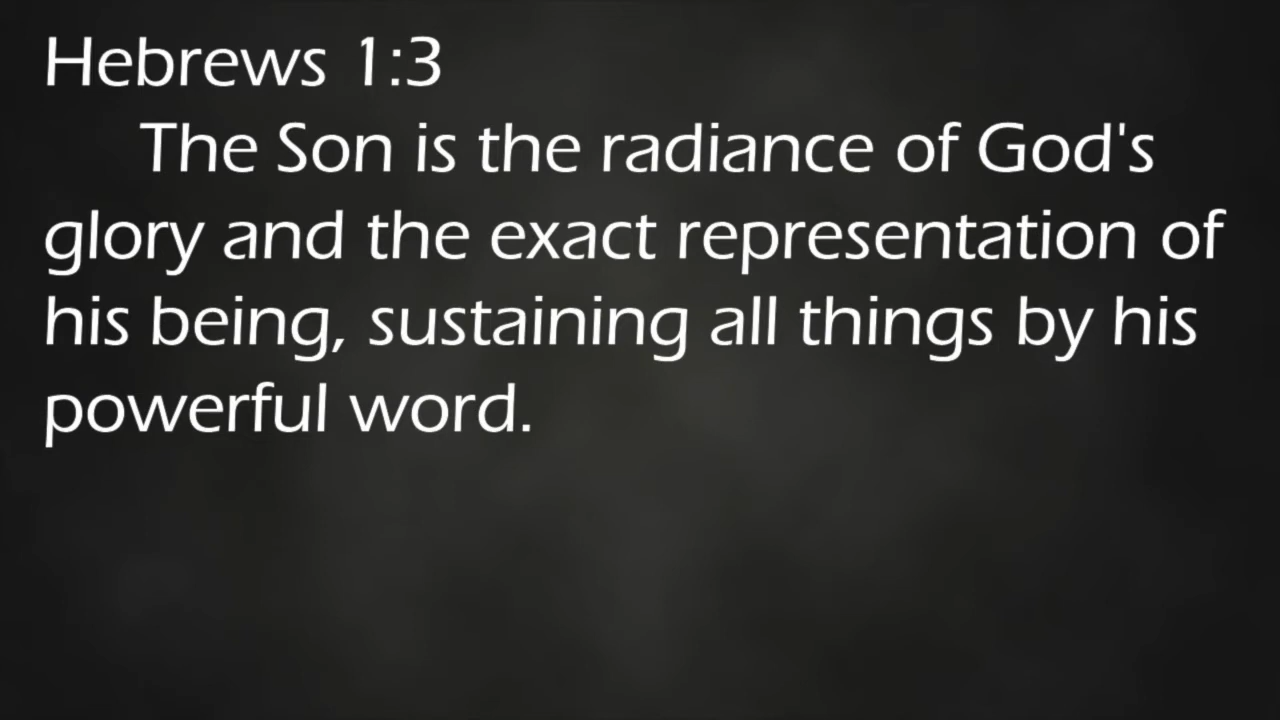 Hebrews 1:3
The Son is the radiance of God's
glory and the exact representation of
his being, sustaining all things by his
powerful word.